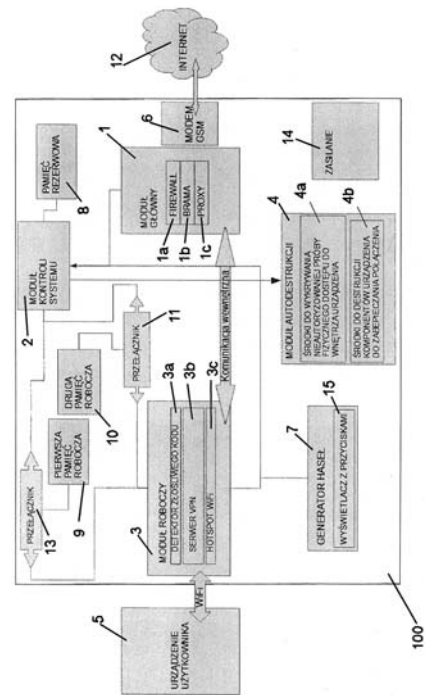 INTERNET
12
6
MODEM
GSM
1
MODUŁ
GŁÓWNY
1a
FIREWALL
1b
BRAMA
1c
PROXY
PAMIĘĆ
REZERWOWA
8
MODUŁ
KONTROLI
SYSTEMU
2
14
ZASILANIE
4
MODUŁ AUTODESTRUKCJI
4a
ŚRODKI DO WYKRYWANIA
NIEAUTORYZOWANEJ PRÓBY
FIZYCZNEGO DOSTĘPU DO
WNĘTRZA URZĄDZENIA
4b
ŚRODKI DO DESTRUKCJI
KOMPONENTÓW URZĄDZENIA
DO ZABEZPIECZANIA POŁĄCZENIA
PRZEŁĄCZNIK
11
DRUGA
PAMIĘĆ
ROBOCZA
10
PIERWSZA
PAMIĘĆ
ROBOCZA
9
PRZEŁĄCZNIK
13
Komunikacja wewnętrzna
MODUŁ ROBOCZY
3
3a
DETEKTOR ZŁOŚLIWEGO KODU
3b
SERWER VPN
3c
HOTSPOT WIFI
GENERATOR HASEŁ
7
15
WYŚWIETLACZ Z PRZYCISKAMI
WiFi
5
URZĄDZENIE
UŻYTKOWNIKA
100